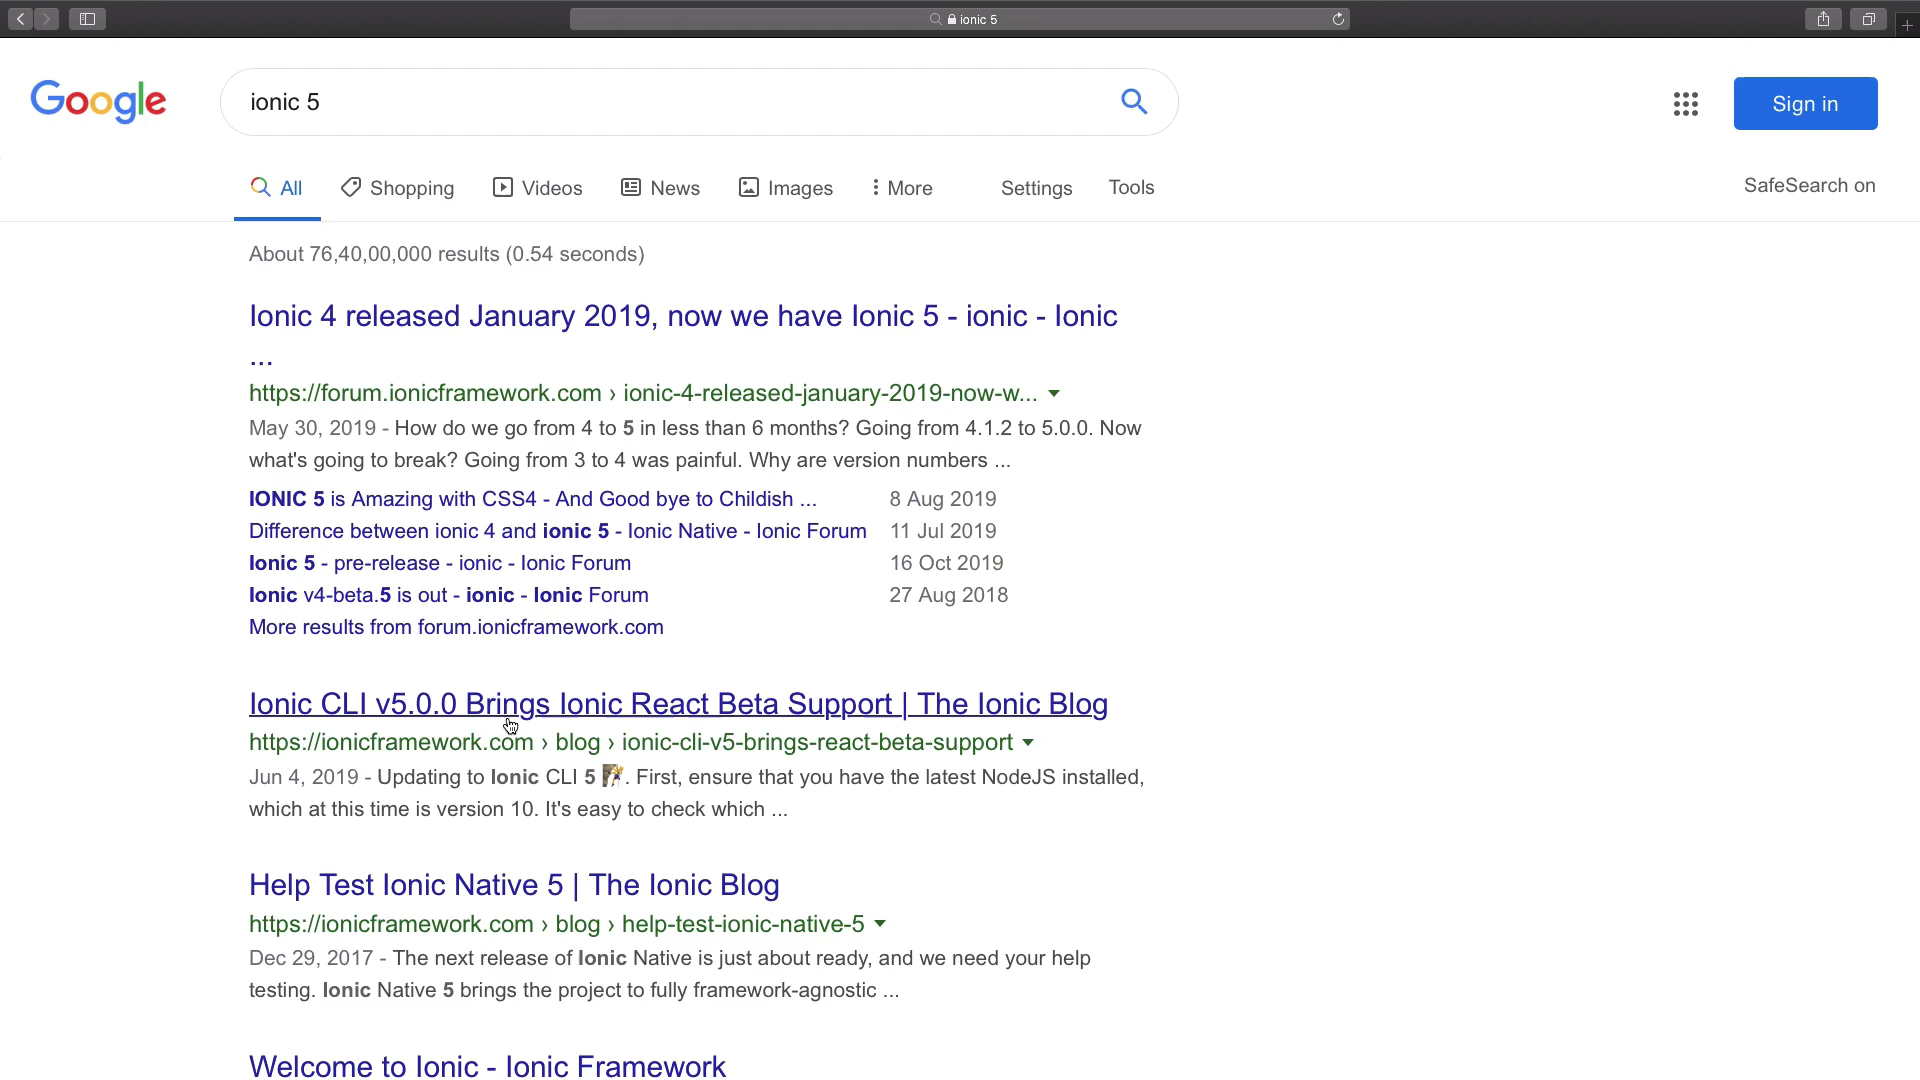 ionic 5
Google
ionic 5
Sign in
All Shopping Videos News Images More Settings Tools
SafeSearch on
About 76,40,00,000 results (0.54 seconds)
Ionic 4 released January 2019, now we have Ionic 5 - ionic - Ionic
...
https://forum.ionicframework.com › ionic-4-released-january-2019-now-w...
May 30, 2019 - How do we go from 4 to 5 in less than 6 months? Going from 4.1.2 to 5.0.0. Now
what's going to break? Going from 3 to 4 was painful. Why are version numbers ...
IONIC 5 is Amazing with CSS4 - And Good bye to Childish ... 8 Aug 2019
Difference between ionic 4 and ionic 5 - Ionic Native - Ionic Forum 11 Jul 2019
Ionic 5 - pre-release - ionic - Ionic Forum 16 Oct 2019
Ionic v4-beta.5 is out - ionic - Ionic Forum 27 Aug 2018
More results from forum.ionicframework.com
Ionic CLI v5.0.0 Brings Ionic React Beta Support | The Ionic Blog
https://ionicframework.com › blog › ionic-cli-v5-brings-react-beta-support
Jun 4, 2019 - Updating to Ionic CLI 5 . First, ensure that you have the latest NodeJS installed,
which at this time is version 10. It's easy to check which ...
Help Test Ionic Native 5 | The Ionic Blog
https://ionicframework.com › blog › help-test-ionic-native-5
Dec 29, 2017 - The next release of Ionic Native is just about ready, and we need your help
testing. Ionic Native 5 brings the project to fully framework-agnostic ...
Welcome to Ionic - Ionic Framework